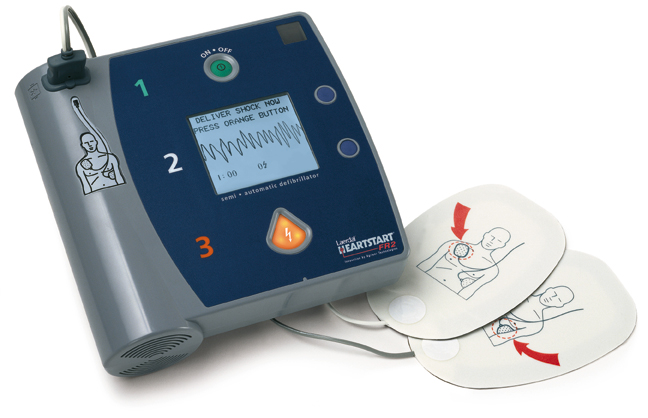 ON • OFF
1
DELIVER SHOCK NOW
PRESS ORANGE BUTTON
2
1:00 0
semi • automatic defibrillator
3
Laerdal
HEARTSTART
FR2